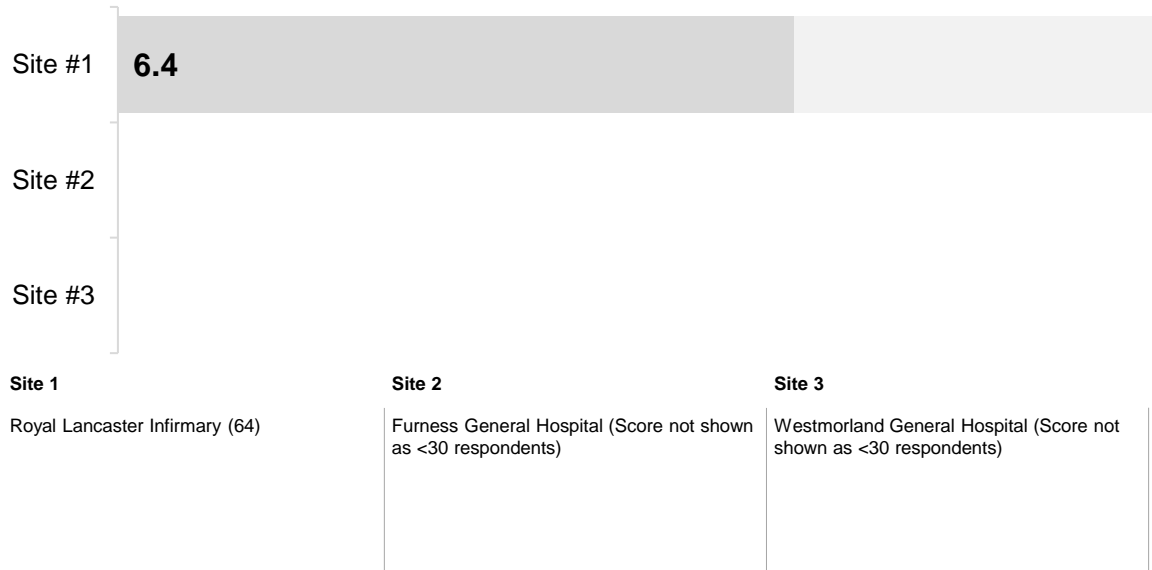 Site #1
6.4
Site #2
Site #3
Site 1
Royal Lancaster Infirmary (64)
Site 2
Furness General Hospital (Score not shown
as <30 respondents)
Site 3
Westmorland General Hospital (Score not
shown as <30 respondents)